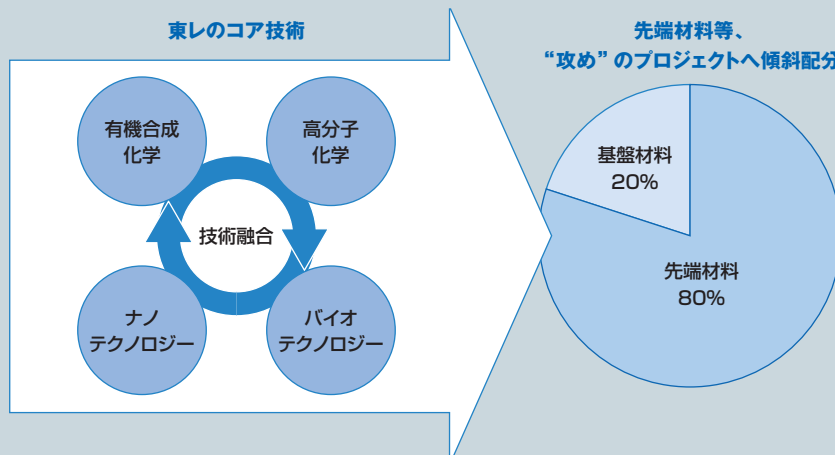 東レのコア技術
有機合成
化学
高分子
化学
技術融合
ナノ
テクノロジー
バイオ
テクノロジー
先端材料等、
“攻め”のプロジェクトへ傾斜配分
基盤材料
20%
先端材料
80%